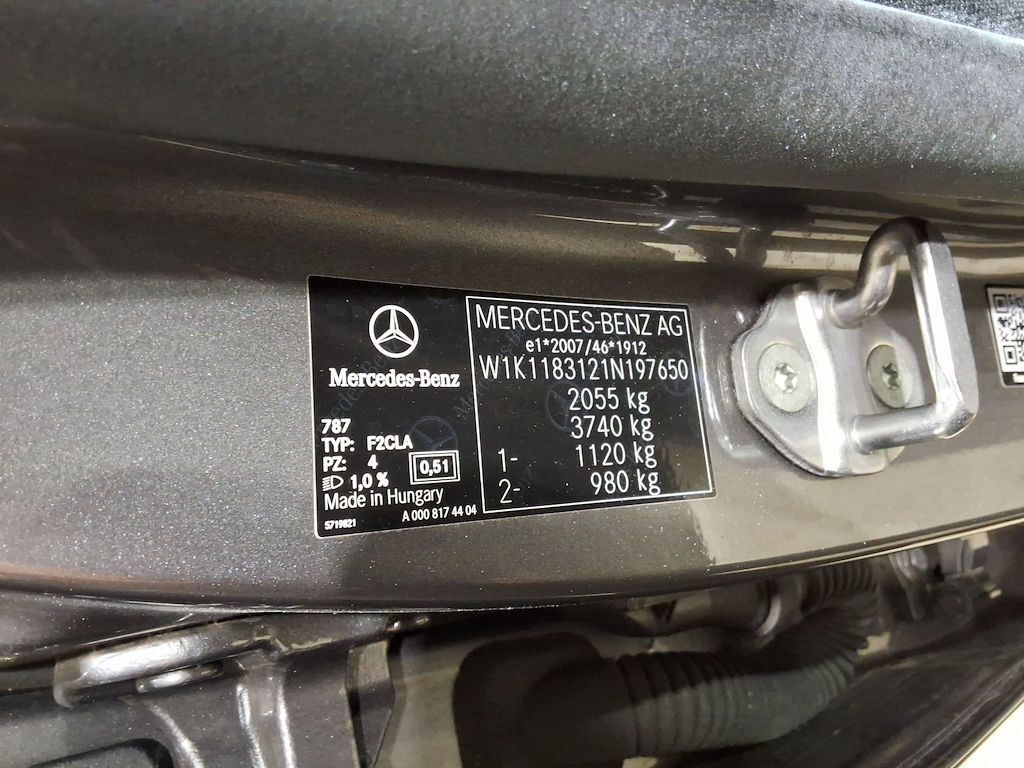 Mercedes-Benz
787
TYP: F2CLA
PZ: 4
0,51
1,0 %
Made in Hungary
5719821
A 000 817 44 04
MERCEDES-BENZ AG
e1*2007/46*1912
W1K1183121N197650
2055 kg
3740 kg
1- 1120 kg
2- 980 kg